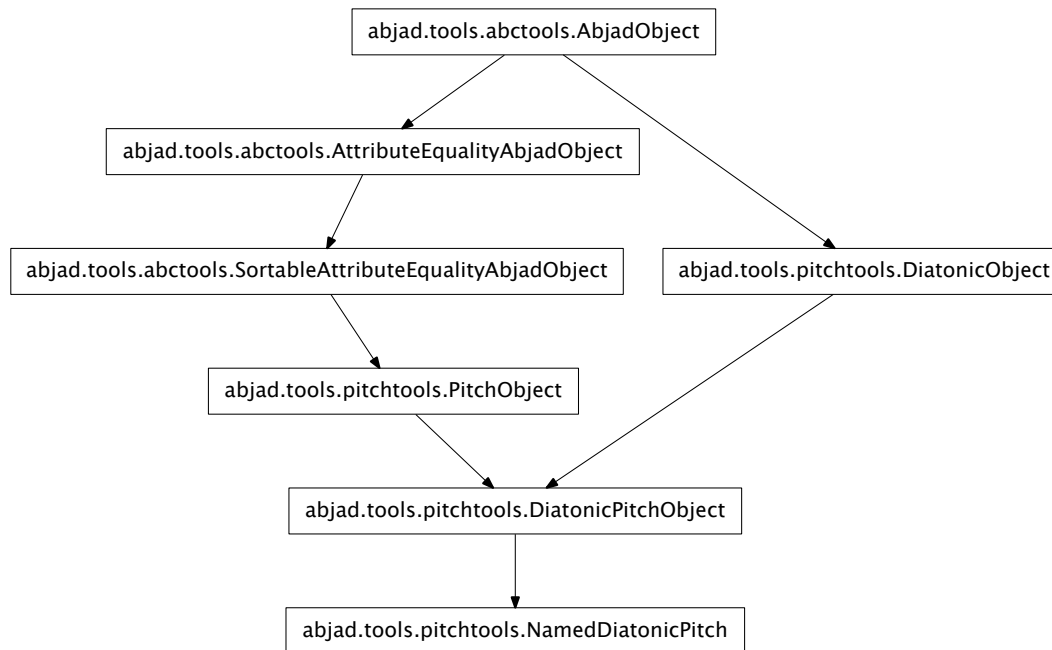 abjad.tools.abctools.AbjadObject
abjad.tools.abctools.AttributeEqualityAbjadObject
abjad.tools.abctools.SortableAttributeEqualityAbjadObject
abjad.tools.pitchtools.DiatonicObject
abjad.tools.pitchtools.PitchObject
abjad.tools.pitchtools.DiatonicPitchObject
abjad.tools.pitchtools.NamedDiatonicPitch